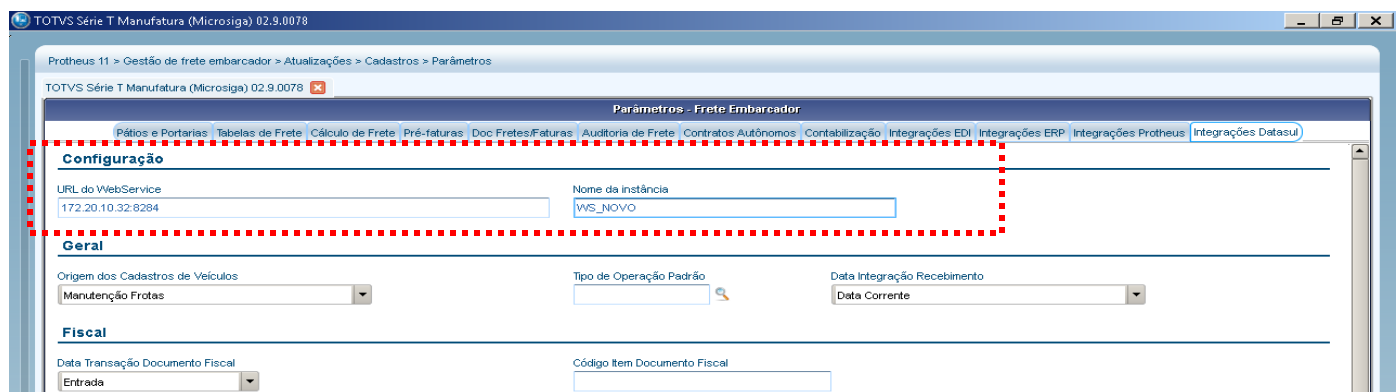 TOTVS Série T Manufatura (Microsiga) 02.9.0078
Protheus 11 > Gestão de frete embarcador > Atualizações > Cadastros > Parâmetros
TOTVS Série T Manufatura (Microsiga) 02.9.0078
Parâmetros - Frete Embarcador
Pátios e Portarias Tabelas de Frete Cálculo de Frete Pré-faturas Doc Fretes/Faturas Auditoria de Frete Contratos Autônomos Contabilização Integrações EDI Integrações ERP Integrações Protheus Integrações Datasul
Configuração
URL do WebService Nome da instância
172.20.10.32:8284 WS_NOVO
Geral
Origem dos Cadastros de Veículos Tipo de Operação Padrão Data Integração Recebimento
Manutenção Frotas Data Corrente
Fiscal
Data Transação Documento Fiscal Código Item Documento Fiscal
Entrada